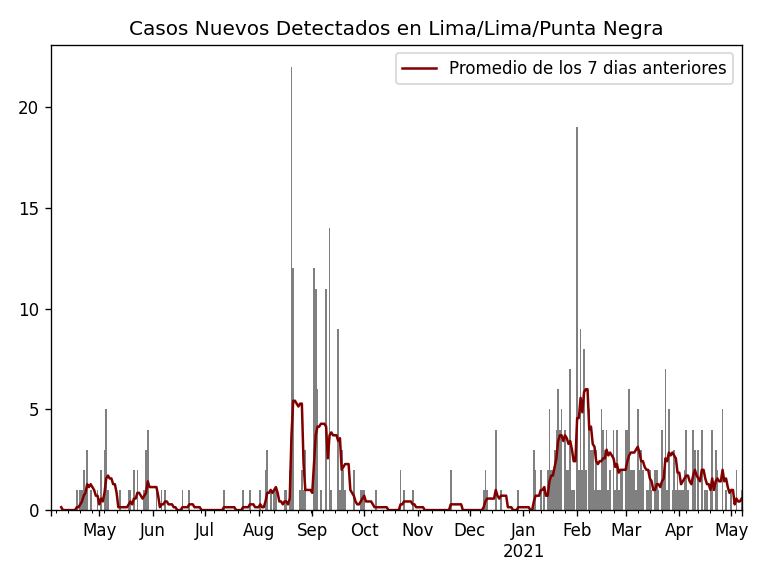 Casos Nuevos Detectados en Lima/Lima/Punta Negra
Promedio de los 7 dias anteriores
20
15
10
5
0
May Jun Jul Aug Sep Oct Nov Dec Jan Feb Mar Apr May
2021